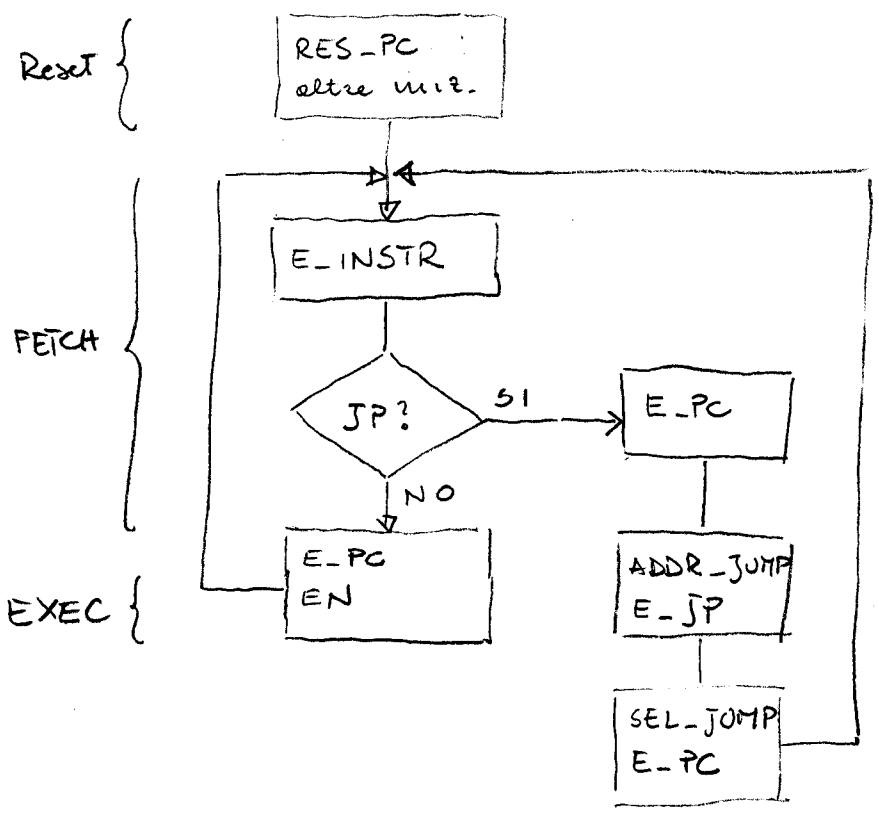 Reset
RES_PC
altre iniz.
FETCH
E_INSTR
JP?
SI
E_PC
NO
E_PC
EN
EXEC
ADDR_JUMP
E_JP
SEL_JUMP
E_PC